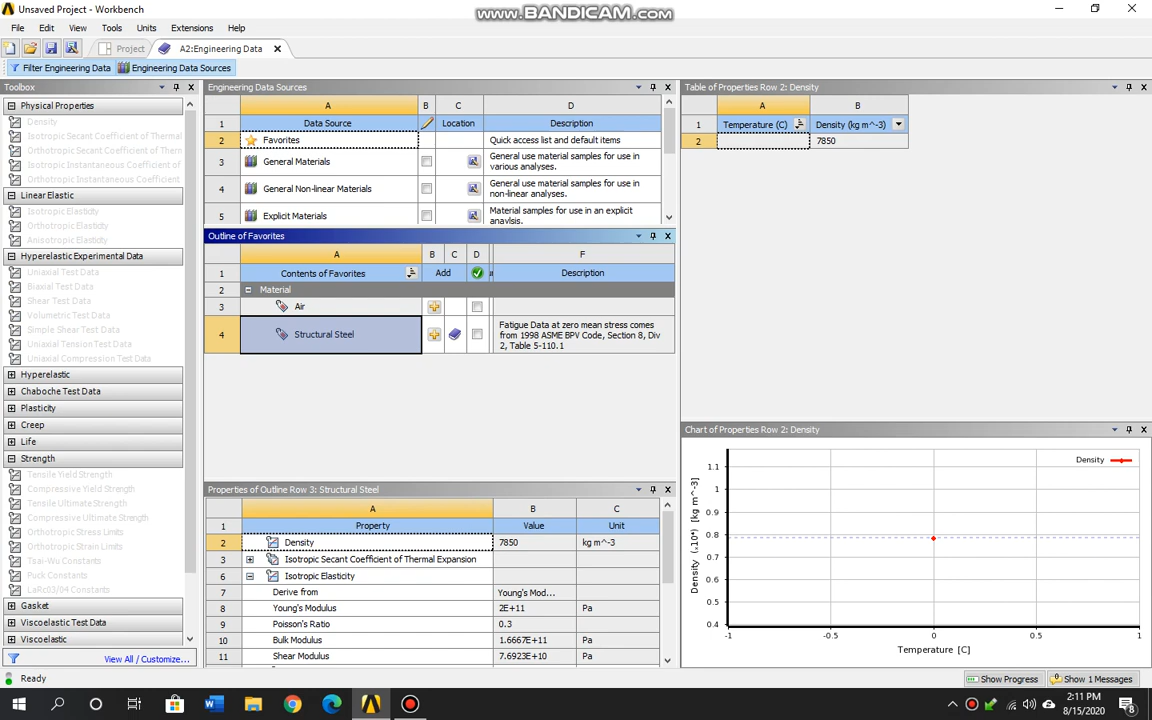 Unsaved Project - Workbench
www.BANDICAM.com
File Edit View Tools Units Extensions Help
Project
A2:Engineering Data
Filter Engineering Data
Engineering Data Sources
Toolbox
Physical Properties
Density
Isotropic Secant Coefficient of Thermal
Orthotropic Secant Coefficient of Therm
Isotropic Instantaneous Coefficient of T
Orthotropic Instantaneous Coefficient
Linear Elastic
Isotropic Elasticity
Orthotropic Elasticity
Anisotropic Elasticity
Hyperelastic Experimental Data
Uniaxial Test Data
Biaxial Test Data
Shear Test Data
Volumetric Test Data
Simple Shear Test Data
Uniaxial Tension Test Data
Uniaxial Compression Test Data
Hyperelastic
Chaboche Test Data
Plasticity
Creep
Life
Strength
Tensile Yield Strength
Compressive Yield Strength
Tensile Ultimate Strength
Compressive Ultimate Strength
Orthotropic Stress Limits
Orthotropic Strain Limits
Tsai-Wu Constants
Puck Constants
LaRc03/04 Constants
Gasket
Viscoelastic Test Data
Viscoelastic
View All / Customize...
Engineering Data Sources
A B C D
1 Data Source Location Description
2 Favorites Quick access list and default items
3 General Materials General use material samples for use in
various analyses.
4 General Non-linear Materials General use material samples for use in
non-linear analyses.
5 Explicit Materials Material samples for use in an explicit
anavlsis.
Outline of Favorites
A B C D F
1 Contents of Favorites Add Description
2 Material
3 Air
4 Structural Steel Fatigue Data at zero mean stress comes
from 1998 ASME BPV Code, Section 8, Div
2, Table 5-110.1
Properties of Outline Row 3: Structural Steel
A B C
1 Property Value Unit
2 Density 7850 kg m^-3
3 Isotropic Secant Coefficient of Thermal Expansion
6 Isotropic Elasticity
7 Derive from Young's Mod...
8 Young's Modulus 2E+11 Pa
9 Poisson's Ratio 0.3
10 Bulk Modulus 1.6667E+11 Pa
11 Shear Modulus 7.6923E+10 Pa
Table of Properties Row 2: Density
A B
1 Temperature (C) Density (kg m^-3)
2 7850
Chart of Properties Row 2: Density
Density
1.1
1
0.9
0.8
0.7
0.6
0.5
0.4
Density (x10⁴) [kg m^-3]
-1 -0.5 0 0.5 1
Temperature [C]
Ready
Show Progress
Show 1 Messages
2:11 PM
8/15/2020
8